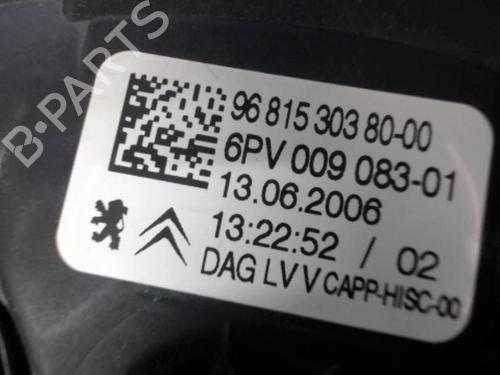 B-PARTS
96 815 303 80-00
6PV 009 083-01
13.06.2006
13:22:52 / 02
DAG LV V CAPP-HISC-00